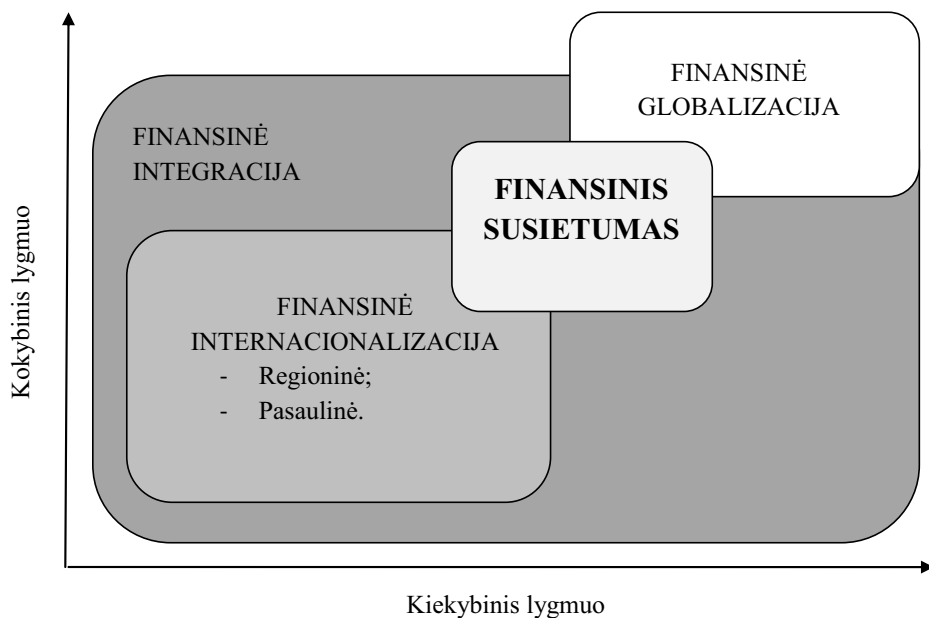 FINANSINĖ
GLOBALIZACIJA
FINANSINĖ
INTEGRACIJA
FINANSINIS
SUSIETUMAS
FINANSINĖ
INTERNACIONALIZACIJA
- Regioninė;
- Pasaulinė.
Kokybinis lygmuo
Kiekybinis lygmuo